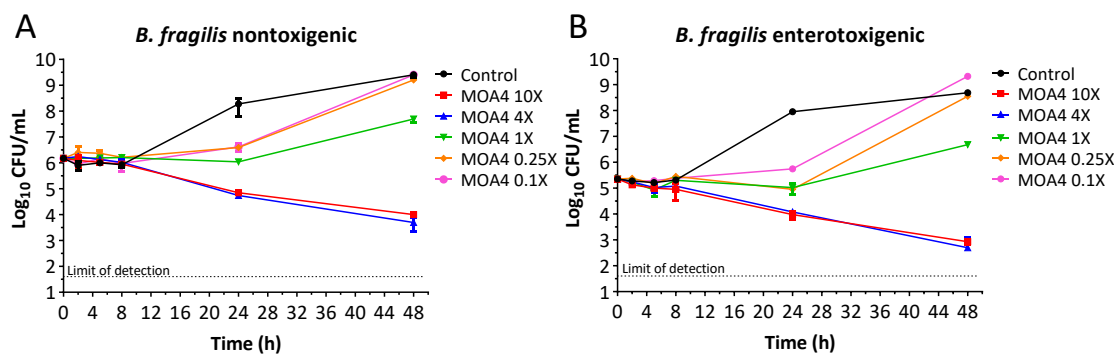 A
B. fragilis nontoxigenic
Log10 CFU/mL
10
9
8
7
6
5
4
3
2
1
Limit of detection
0 4 8 12 16 20 24 28 32 36 40 44 48
Time (h)
Control
MOA4 10X
MOA4 4X
MOA4 1X
MOA4 0.25X
MOA4 0.1X
B
B. fragilis enterotoxigenic
Log10 CFU/mL
10
9
8
7
6
5
4
3
2
1
Limit of detection
0 4 8 12 16 20 24 28 32 36 40 44 48
Time (h)
Control
MOA4 10X
MOA4 4X
MOA4 1X
MOA4 0.25X
MOA4 0.1X